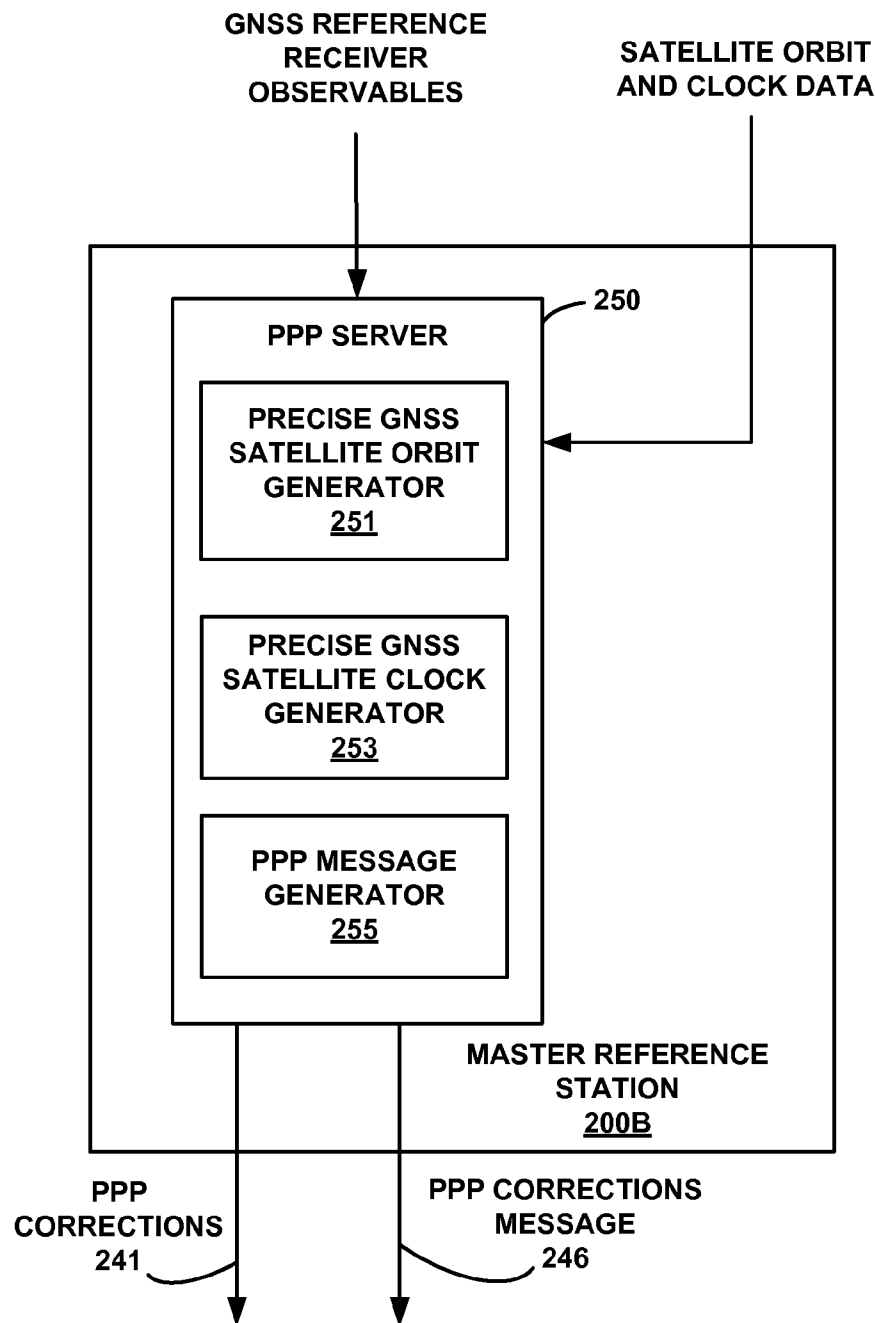 GNSS REFERENCE
RECEIVER
OBSERVABLES
SATELLITE ORBIT
AND CLOCK DATA
250
PPP SERVER
PRECISE GNSS
SATELLITE ORBIT
GENERATOR
251
PRECISE GNSS
SATELLITE CLOCK
GENERATOR
253
PPP MESSAGE
GENERATOR
255
MASTER REFERENCE
STATION
200B
PPP
CORRECTIONS
241
PPP CORRECTIONS
MESSAGE
246